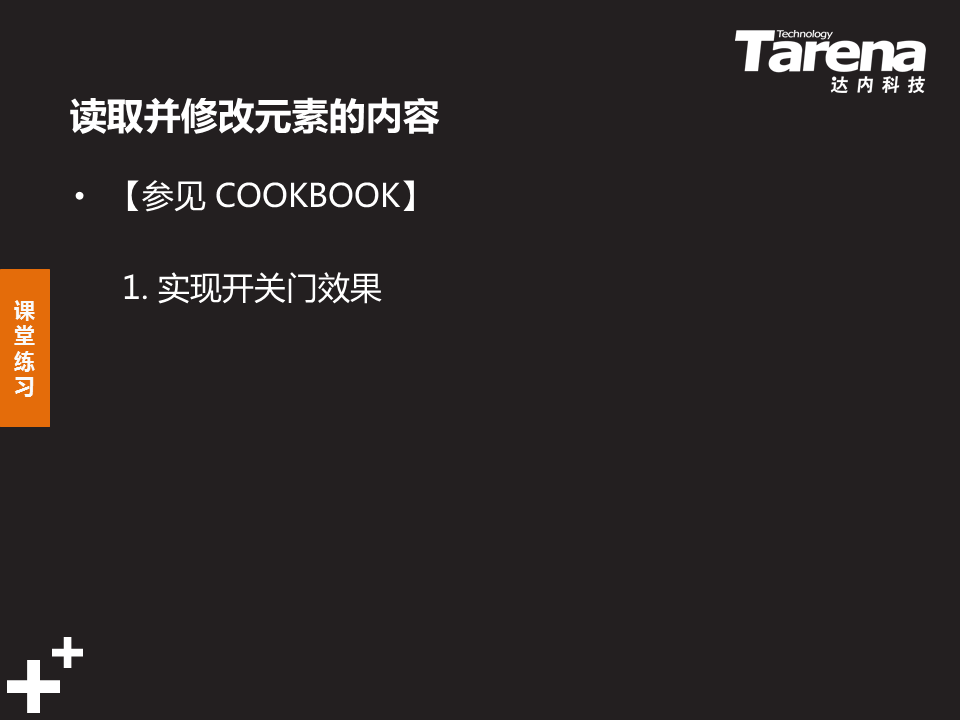 Technology
Tarena
达内科技
读取并修改元素的内容
• 【参见 COOKBOOK】
1. 实现开关门效果
课
堂
练
习